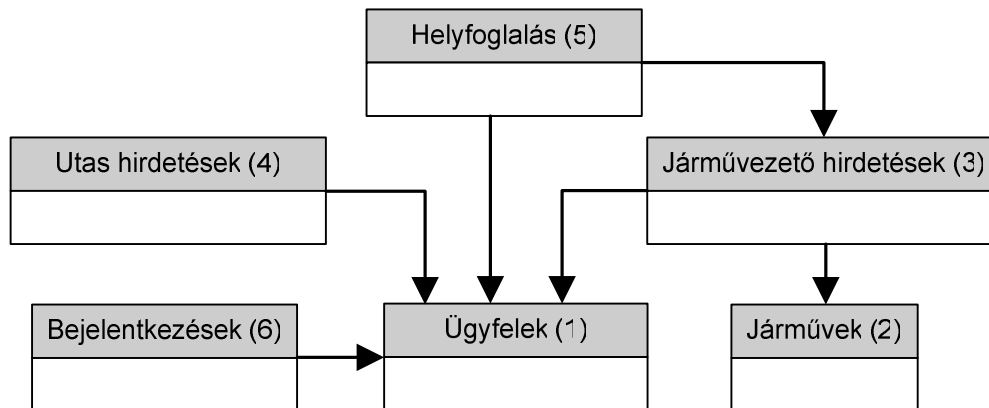 Helyfoglalás (5)
Utas hirdetések (4)
Járművezető hirdetések (3)
Bejelentkezések (6)
Ügyfelek (1)
Járművek (2)